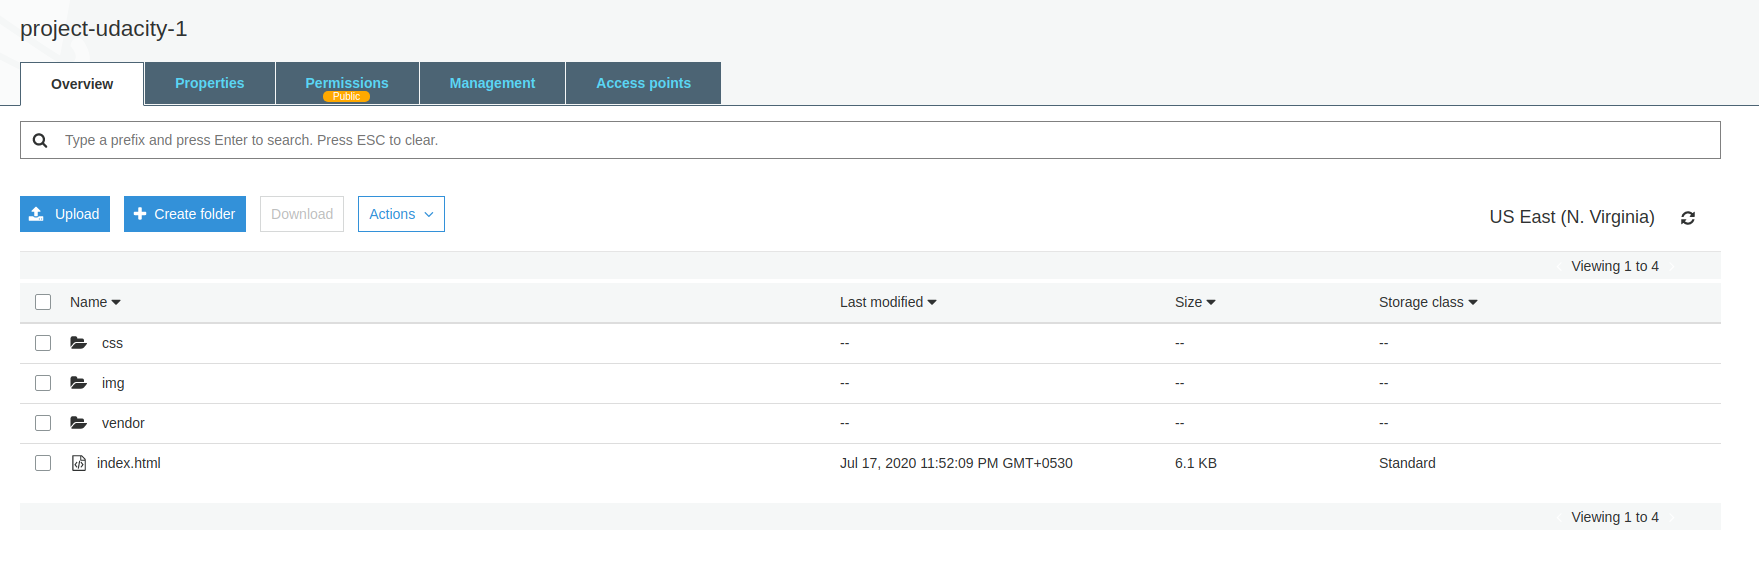 project-udacity-1
Overview Properties Permissions Management Access points
Public
Type a prefix and press Enter to search. Press ESC to clear.
Upload Create folder Download Actions US East (N. Virginia)
Viewing 1 to 4
Name Last modified Size Storage class
css -- -- --
img -- -- --
vendor -- -- --
index.html Jul 17, 2020 11:52:09 PM GMT+0530 6.1 KB Standard
Viewing 1 to 4